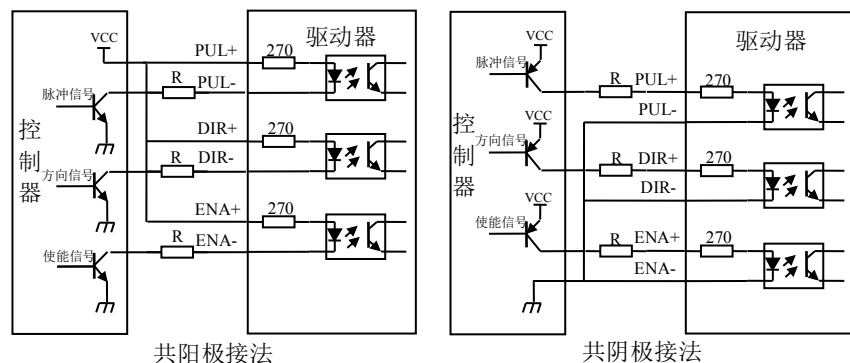 VCC
PUL+
270
驱动器
脉冲信号
R
PUL-
控制器
DIR+
270
方向信号
R
DIR-
ENA+
270
使能信号
R
ENA-
共阳极接法
VCC
驱动器
脉冲信号
R
PUL+
270
PUL-
VCC
控制器
方向信号
R
DIR+
270
DIR-
VCC
使能信号
R
ENA+
270
ENA-
共阴极接法